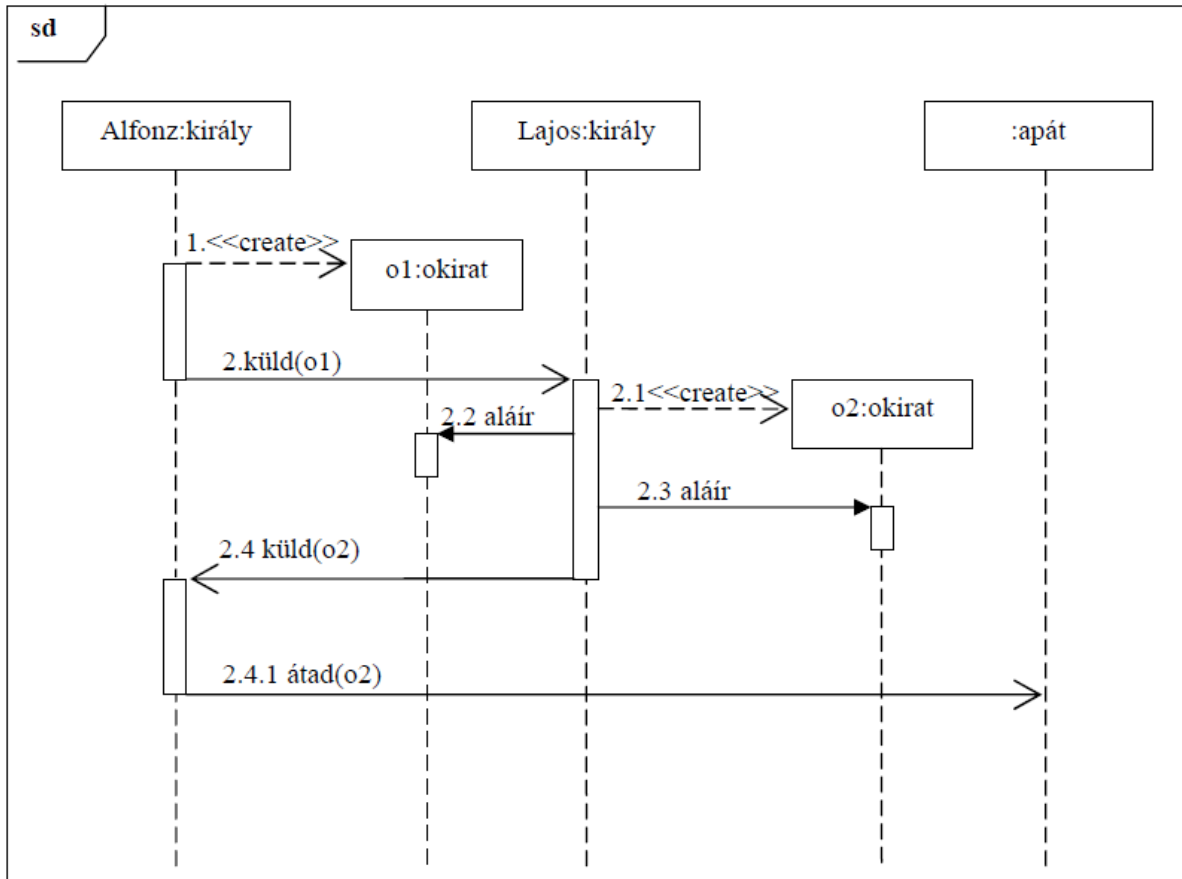 sd
Alfonz:király
Lajos:király
:apát
1.<<create>>
o1:okirat
2.küld(o1)
2.1<<create>>
o2:okirat
2.2 aláír
2.3 aláír
2.4 küld(o2)
2.4.1 átad(o2)